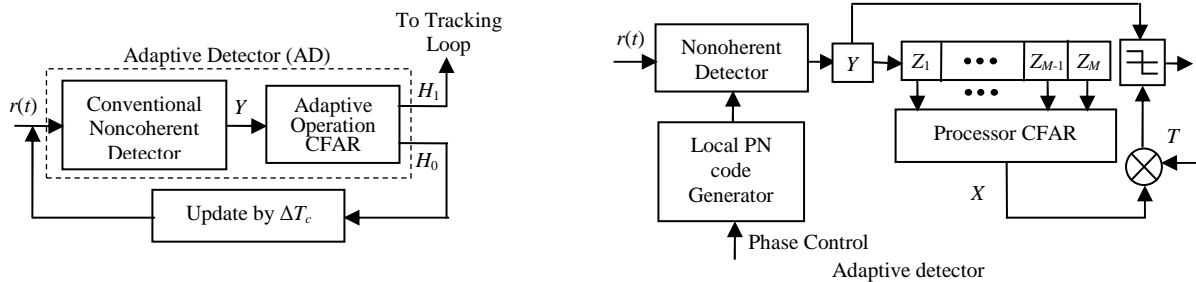 To Tracking
Loop
Adaptive Detector (AD)
r(t)
Conventional
Noncoherent
Detector
Y
Adaptive
Operation
CFAR
H1
H0
Update by ΔTc
r(t)
Nonoherent
Detector
Y
Z1 ••• ZM-1 ZM
•••
Processor CFAR
Local PN
code
Generator
T
X
Phase Control
Adaptive detector